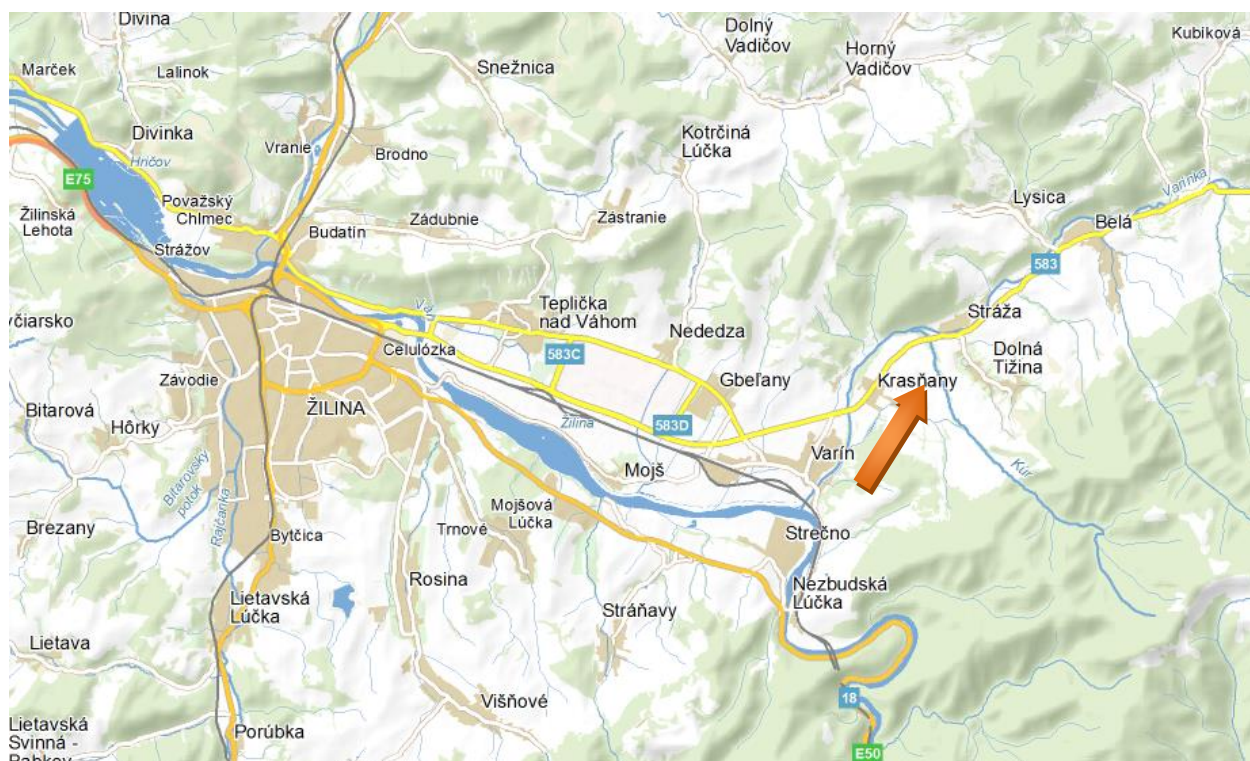 Divina
Dolný
Vadičov
Horný
Vadičov
Kubíková
Marček
Lalinok
Snežnica
Divinka
Kotrčiná
Lúčka
Vranie
Brodno
Hričov
E75
Varínka
Považský
Chlmec
Lysica
Žilinská
Lehota
Zádubnie
Zástranie
Belá
Budatín
Strážov
583
Teplička
nad Váhom
Stráža
Nededza
Celulózka
583C
Dolná
Tižina
Závodie
Gbeľany
Krasňany
Bitarová
ŽILINA
Hôrky
Žilina
583D
Varín
Mojš
Kúr
Bitarovský
potok
Rajčanka
Mojšová
Lúčka
Brezany
Trnové
Bytčica
Strečno
Rosina
Nezbudská
Lúčka
Lietavská
Lúčka
Stráňavy
Lietava
Višňové
18
Lietavská
Svinná -
Porúbka
E50